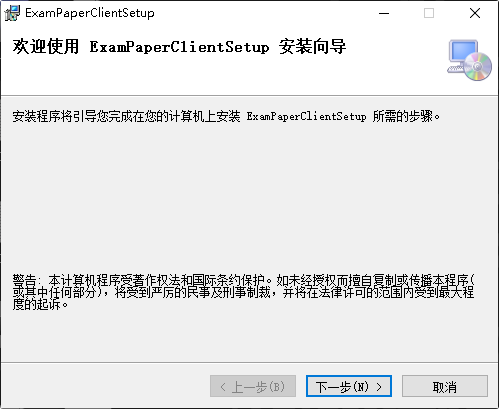 ExamPaperClientSetup
欢迎使用 ExamPaperClientSetup 安装向导
安装程序将引导您完成在您的计算机上安装 ExamPaperClientSetup 所需的步骤。
警告: 本计算机程序受著作权法和国际条约保护。如未经授权而擅自复制或传播本程序(
或其中任何部分)，将受到严厉的民事及刑事制裁，并将在法律许可的范围内受到最大程
度的起诉。
< 上一步(B)
下一步(N) >
取消